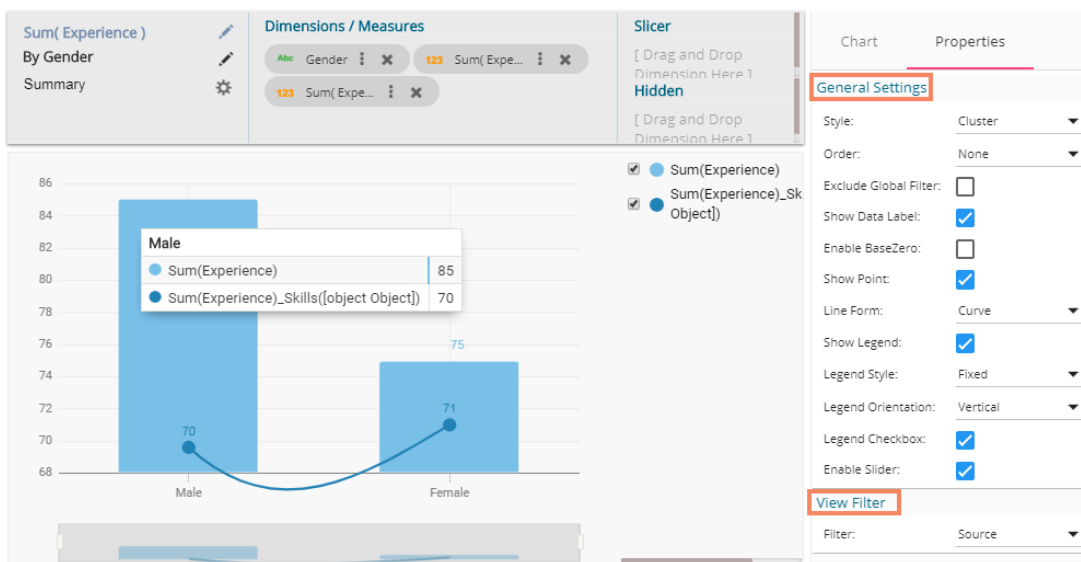 Sum( Experience )
By Gender
Summary
Dimensions / Measures
Abc Gender
123 Sum( Expe...
123 Sum( Expe...
Slicer
[ Drag and Drop
Dimension Here ]
Hidden
[ Drag and Drop
Dimension Here ]
Chart Properties
General Settings
Style: Cluster
Order: None
Exclude Global Filter:
Show Data Label:
Enable BaseZero:
Show Point:
Line Form: Curve
Show Legend:
Legend Style: Fixed
Legend Orientation: Vertical
Legend Checkbox:
Enable Slider:
View Filter
Filter: Source
Sum(Experience)
Sum(Experience)_Sk
Object])
86
84
82
80
78
76
74
72
70
68
Male
Sum(Experience) 85
Sum(Experience)_Skills([object Object]) 70
75
71
70
Male Female